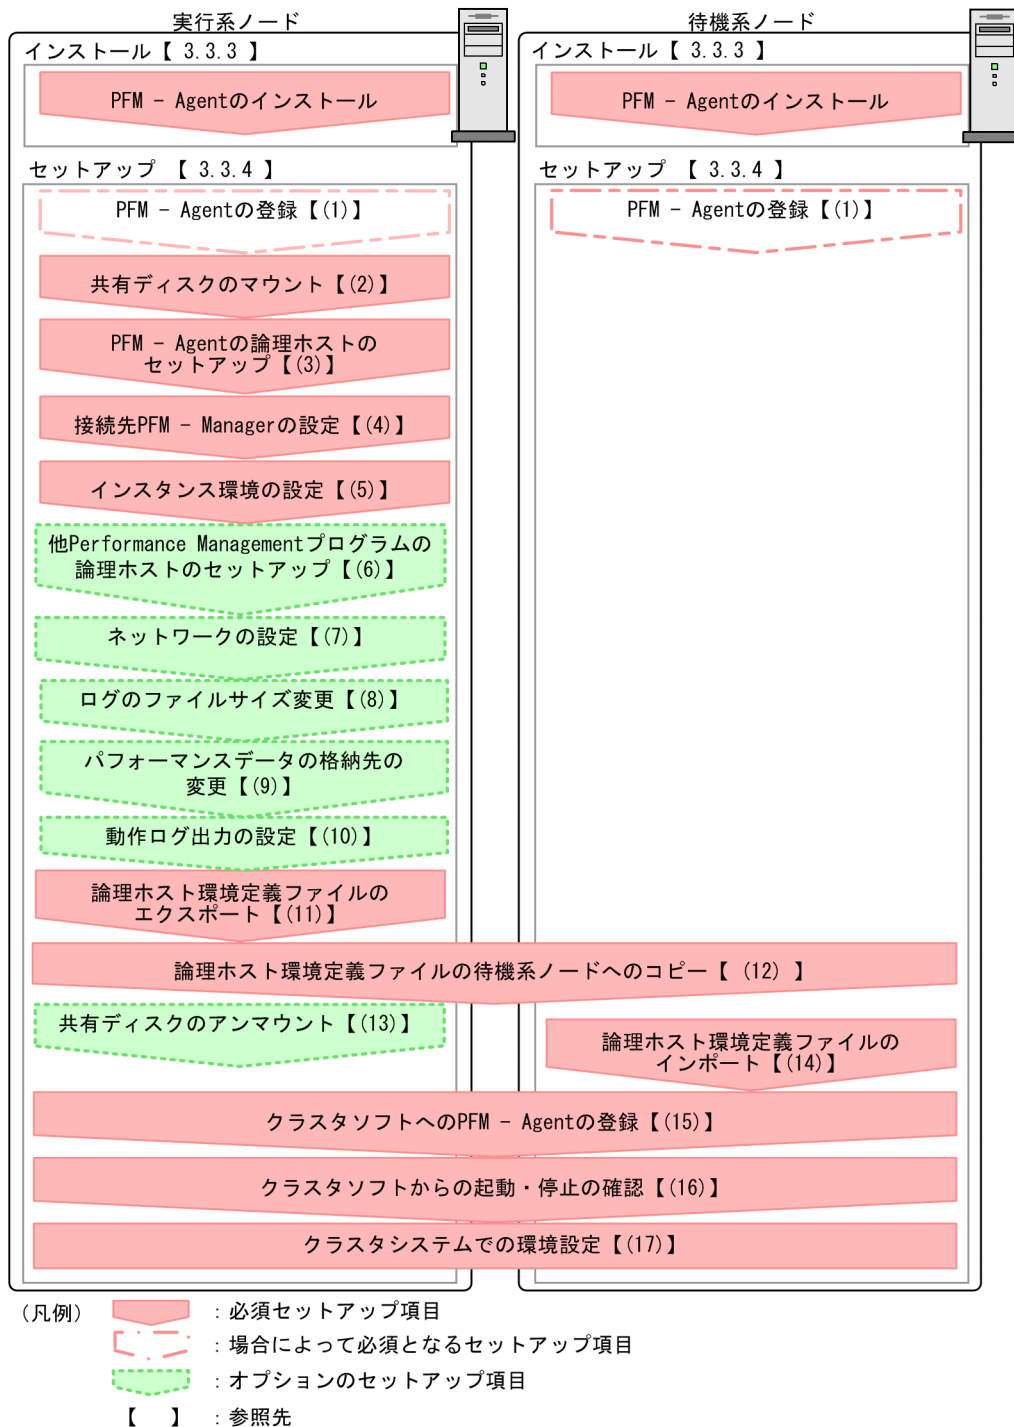 実行系ノード
インストール【 3.3.3 】
PFM － Agentのインストール
セットアップ 【 3.3.4 】
PFM － Agentの登録【(1)】
共有ディスクのマウント【(2)】
PFM － Agentの論理ホストの
セットアップ【(3)】
接続先PFM － Managerの設定【(4)】
インスタンス環境の設定【(5)】
他Performance Managementプログラムの
論理ホストのセットアップ【(6)】
ネットワークの設定【(7)】
ログのファイルサイズ変更【(8)】
パフォーマンスデータの格納先の
変更【(9)】
動作ログ出力の設定【(10)】
論理ホスト環境定義ファイルの
エクスポート【(11)】
待機系ノード
インストール【 3.3.3 】
PFM － Agentのインストール
セットアップ 【 3.3.4 】
PFM － Agentの登録【(1)】
論理ホスト環境定義ファイルの待機系ノードへのコピー【 (12) 】
共有ディスクのアンマウント【(13)】
論理ホスト環境定義ファイルの
インポート【(14)】
クラスタソフトへのPFM － Agentの登録【(15)】
クラスタソフトからの起動・停止の確認【(16)】
クラスタシステムでの環境設定【(17)】
（凡例）
：必須セットアップ項目
：場合によって必須となるセットアップ項目
：オプションのセットアップ項目
【　】 ：参照先